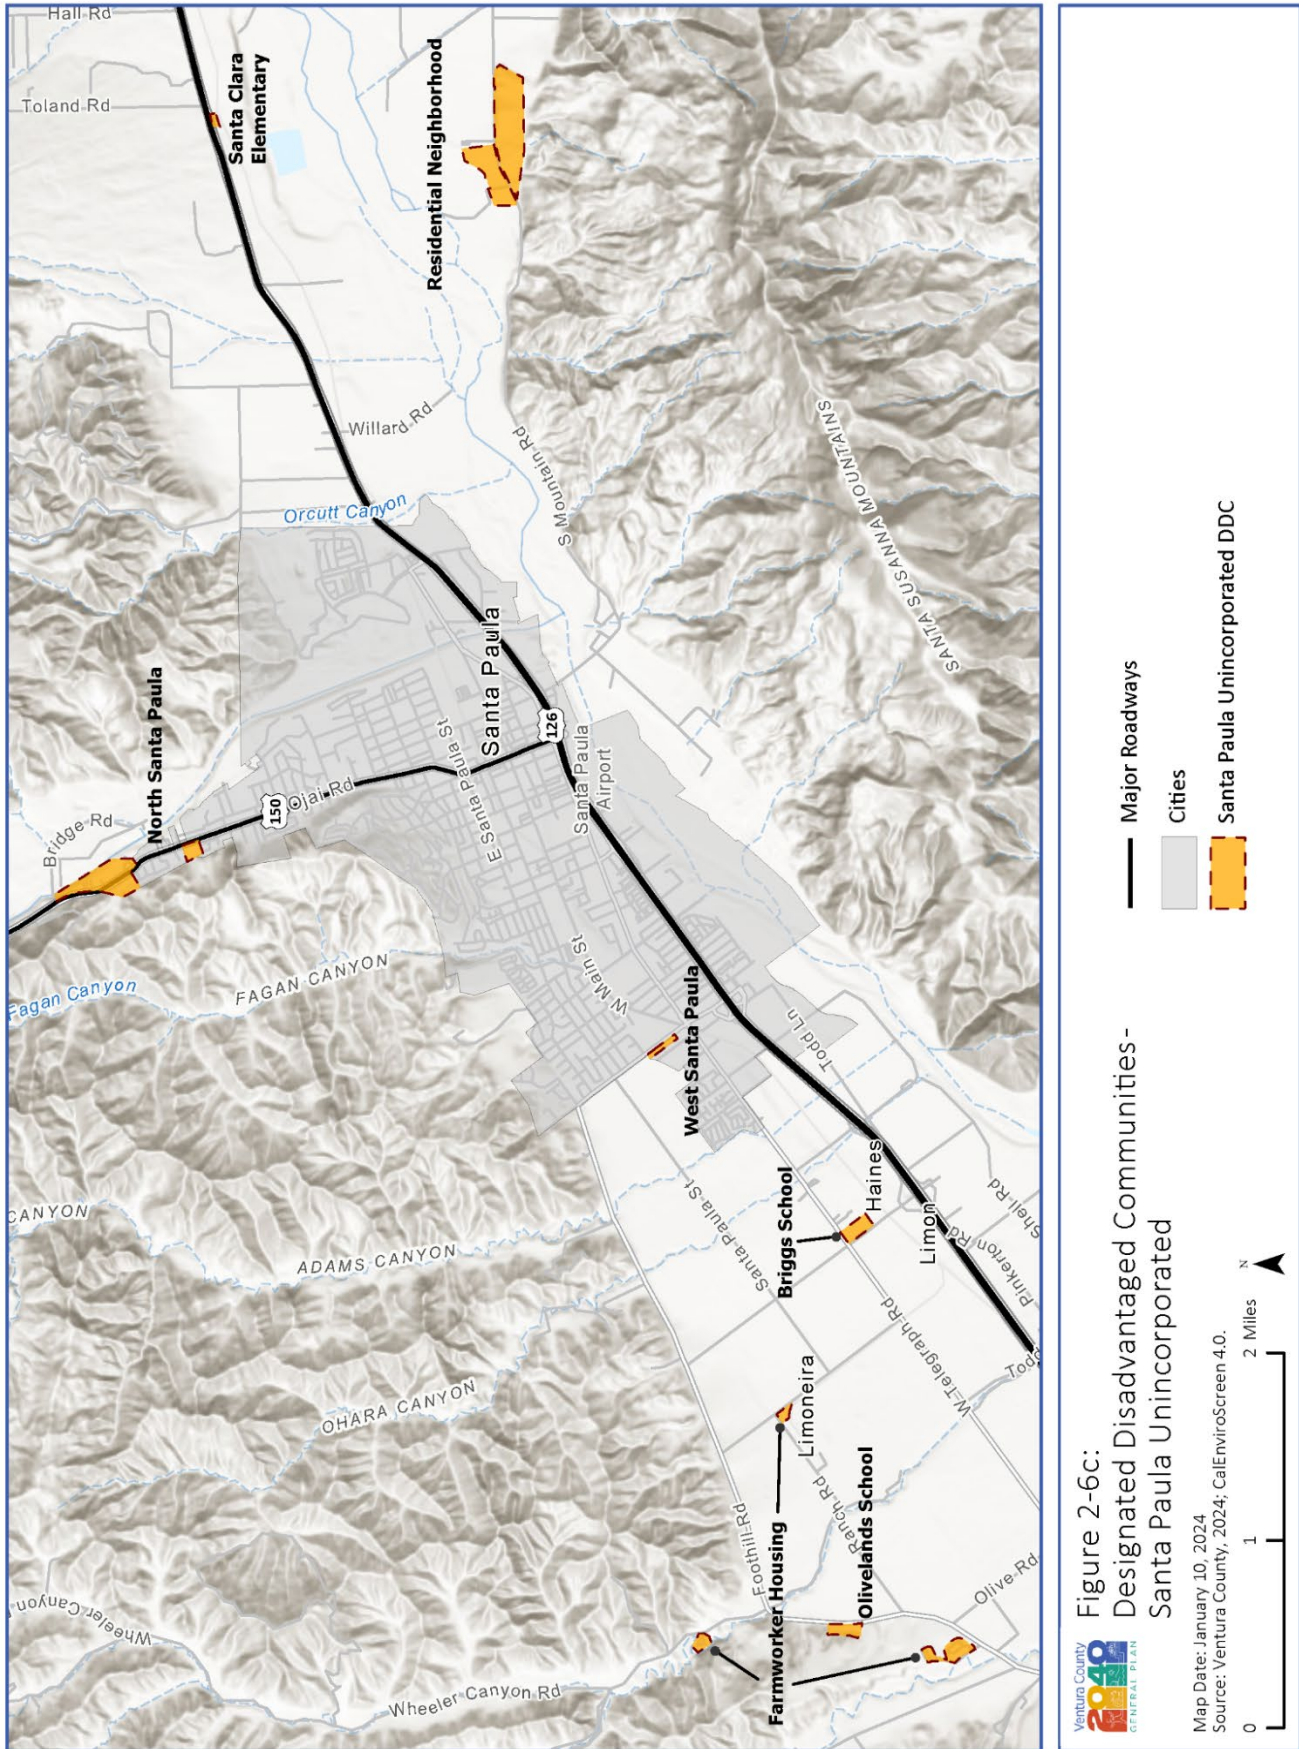 Hall Rd
Toland Rd
Santa Clara
Elementary
Residential Neighborhood
Willard Rd
Orcutt Canyon
S Mountain Rd
SANTA SUSANNA MOUNTAINS
North Santa Paula
Bridge Rd
150
Ojai Rd
E Santa Paula St
Santa Paula
126
Santa Paula
Airport
Fagan Canyon
FAGAN CANYON
W Main St
West Santa Paula
Todd Ln
CANYON
ADAMS CANYON
Santa Paula St
Briggs School
Haines
Limon
Pinkerton Rd
Shell Rd
OHARA CANYON
Limoneira
W Telegraph Rd
Foothill Rd
Ranch Rd
Farmworker Housing
Olivelands School
Olive Rd
Wheeler Canyon
Wheeler Canyon Rd
Ventura County
2040
GENERAL PLAN
Figure 2-6c:
Designated Disadvantaged Communities -
Santa Paula Unincorporated
Map Date: January 10, 2024
Source: Ventura County, 2024; CalEnviroScreen 4.0.
0 1 2 Miles
N
Major Roadways
Cities
Santa Paula Unincorporated DDC